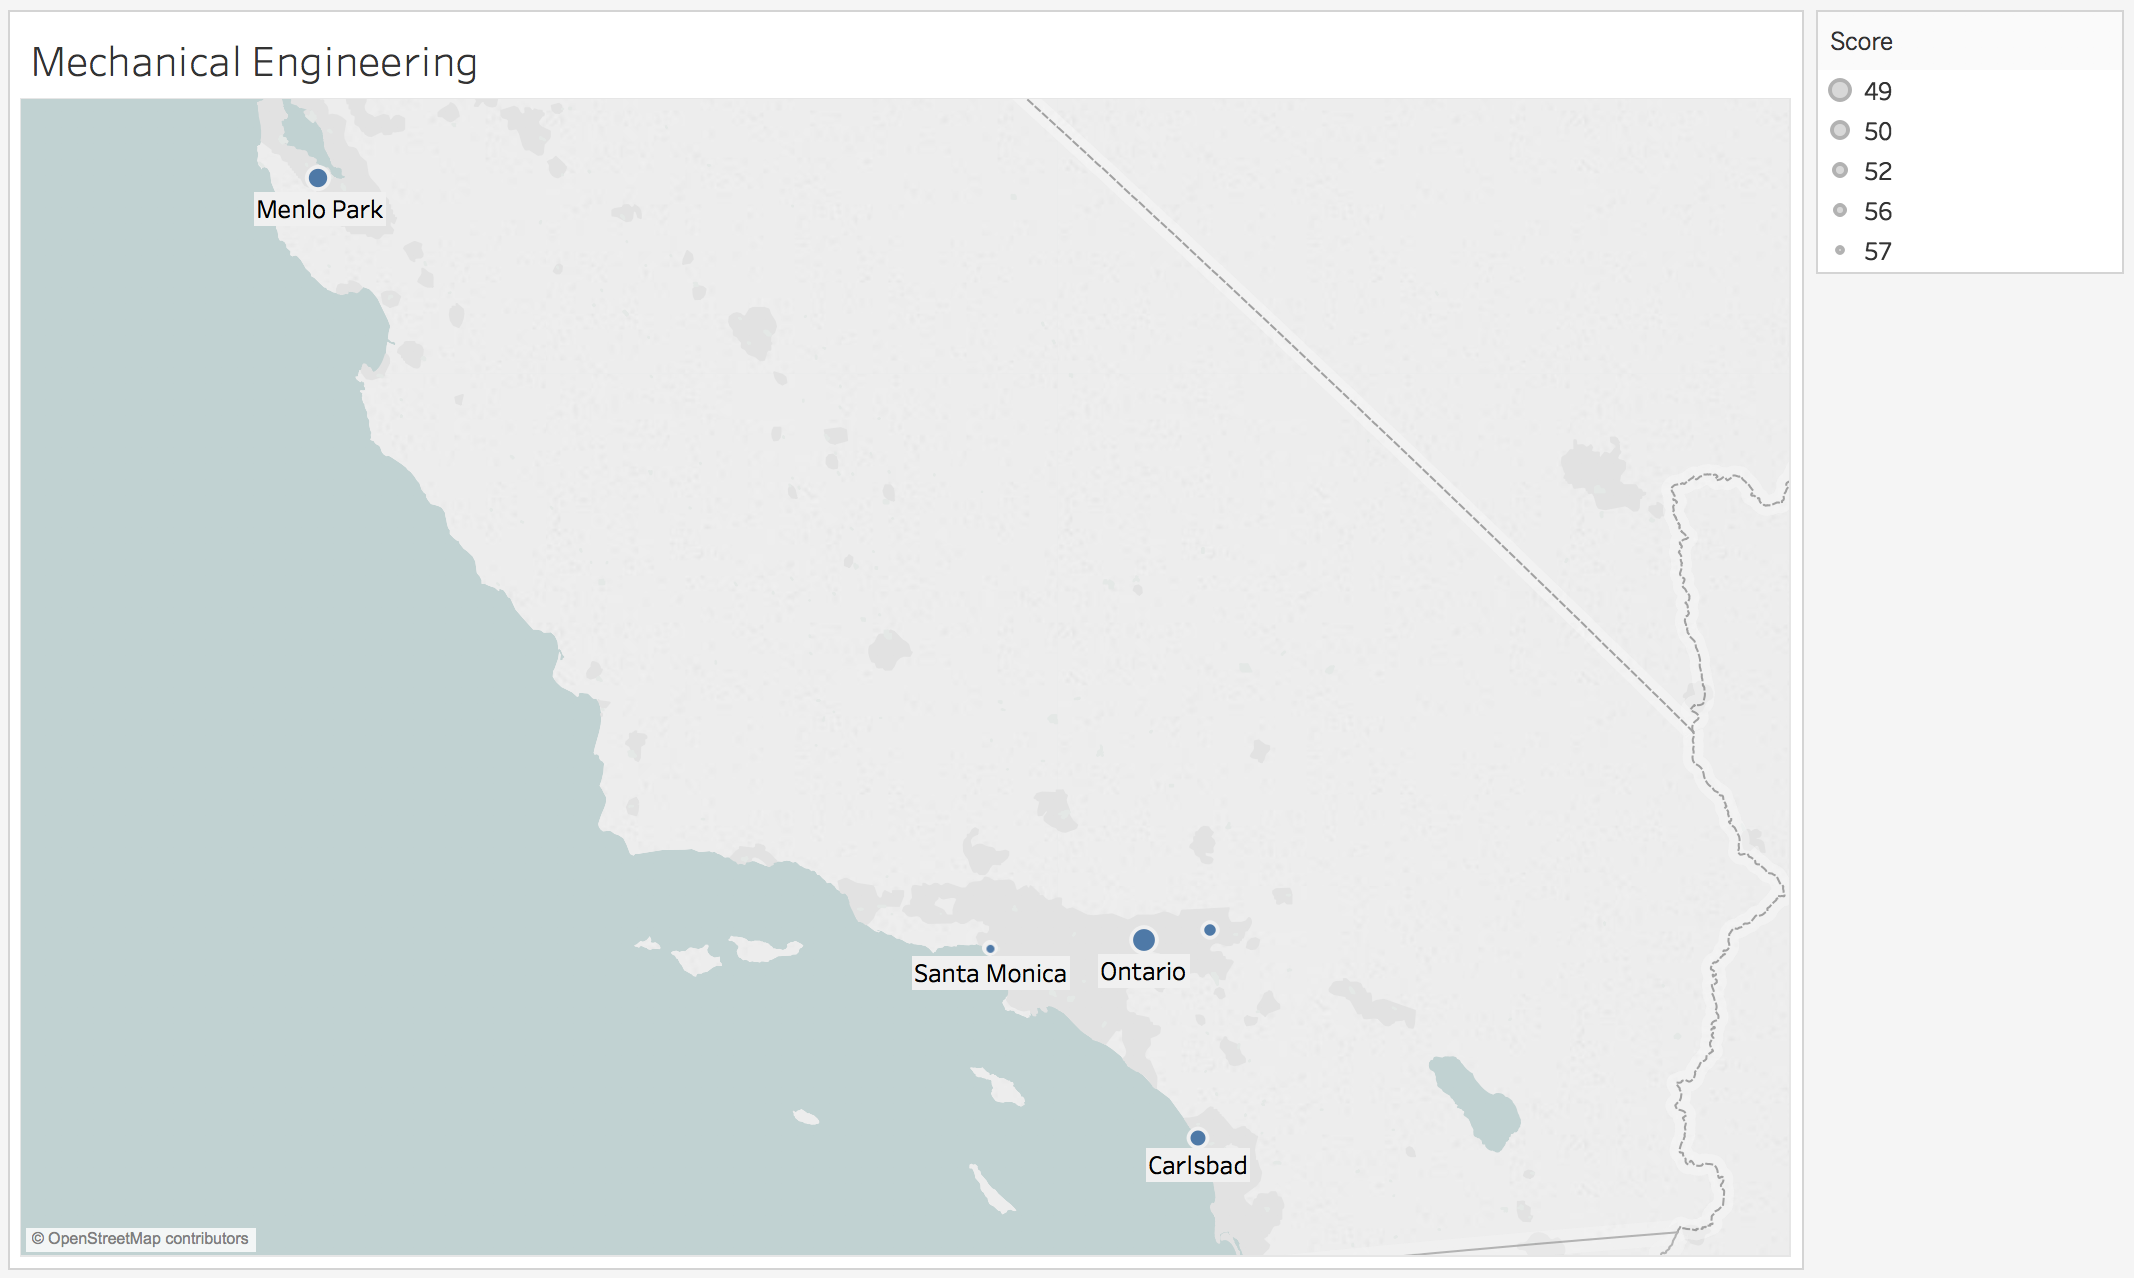 Mechanical Engineering
Score
49
50
52
56
57
Menlo Park
Santa Monica
Ontario
Carlsbad
© OpenStreetMap contributors